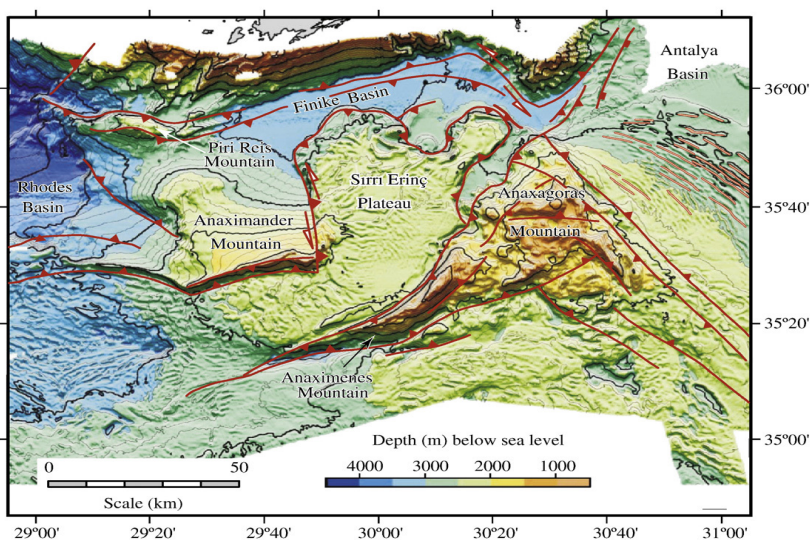 Antalya
Basin
36°00'
Finike Basin
Piri Reis
Mountain
Rhodes
Basin
Sırrı Erinç
Plateau
Anaxagoras
Mountain
35°40'
Anaximander
Mountain
35°20'
Anaximenes
Mountain
35°00'
Depth (m) below sea level
0 50
4000 3000 2000 1000
Scale (km)
29°00' 29°20' 29°40' 30°00' 30°20' 30°40' 31°00'